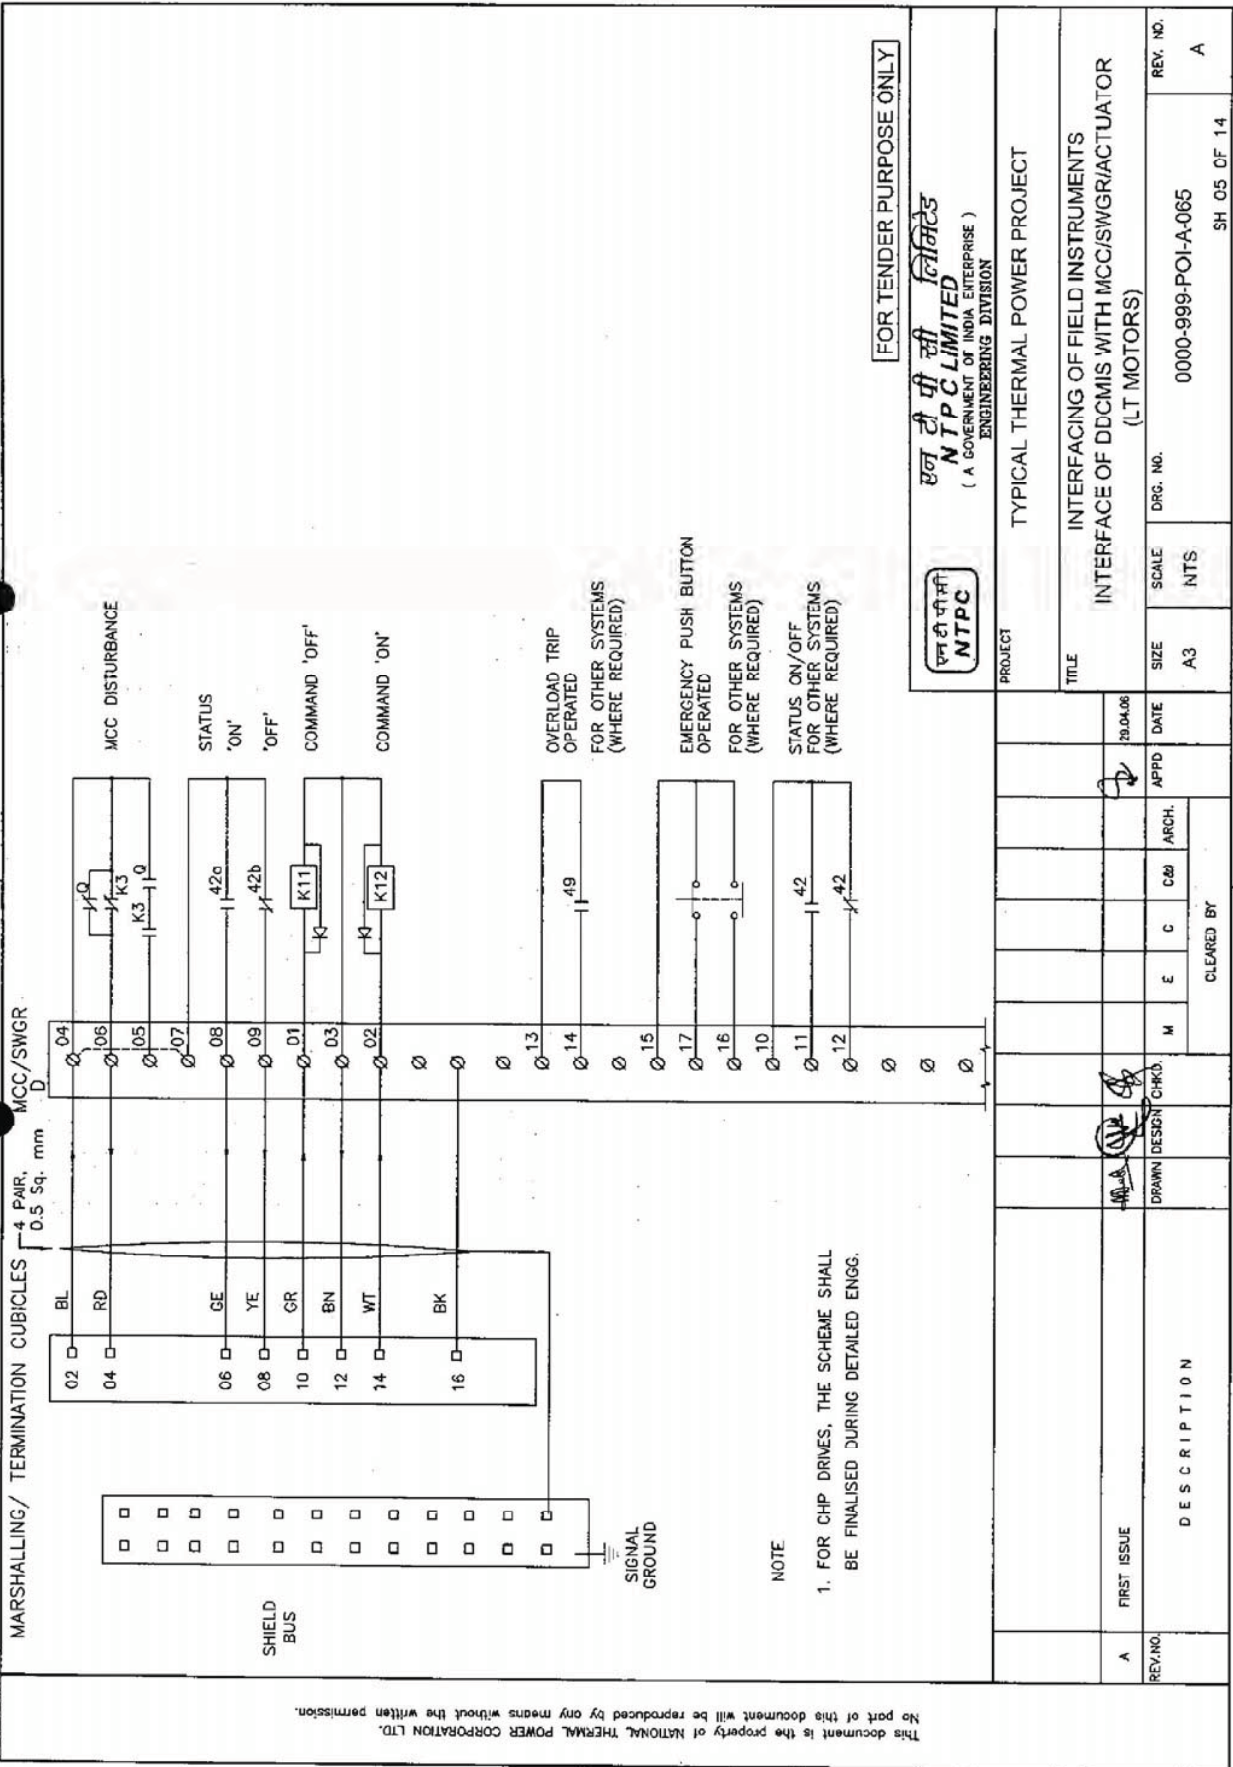 MARSHALLING/ TERMINATION CUBICLES
4 PAIR,
0.5 Sq. mm
MCC/SWGR
D
BL
RD
GE
YE
GR
BN
WT
BK
02
04
06
08
10
12
14
16
04
06
05
07
08
09
01
03
02
13
14
15
17
16
10
11
12
Q
K3
K3
Q
MCC DISTURBANCE
42a
42b
STATUS
'ON'
'OFF'
K11
COMMAND 'OFF'
K12
COMMAND 'ON'
49
OVERLOAD TRIP
OPERATED
FOR OTHER SYSTEMS
(WHERE REQUIRED)
EMERGENCY PUSH BUTTON
OPERATED
FOR OTHER SYSTEMS
(WHERE REQUIRED)
42
42
STATUS ON/OFF
FOR OTHER SYSTEMS
(WHERE REQUIRED)
SHIELD
BUS
SIGNAL
GROUND
NOTE
1. FOR CHP DRIVES, THE SCHEME SHALL
BE FINALISED DURING DETAILED ENGG.
FOR TENDER PURPOSE ONLY
एन टी पी सी
NTPC
एन टी पी सी लिमिटेड
NTPC LIMITED
( A GOVERNMENT OF INDIA ENTERPRISE )
ENGINEERING DIVISION
PROJECT
TYPICAL THERMAL POWER PROJECT
TITLE
INTERFACING OF FIELD INSTRUMENTS
INTERFACE OF DDCMIS WITH MCC/SWGR/ACTUATOR
(LT MOTORS)
A
FIRST ISSUE
29.04.06
REV.NO.
DESCRIPTION
DRAWN
DESIGN
CHKD.
M
E
C
C&I
ARCH.
CLEARED BY
APPD
DATE
SIZE
A3
SCALE
NTS
DRG. NO.
0000-999-POI-A-065
SH 05 OF 14
REV. NO.
A
This document is the property of NATIONAL THERMAL POWER CORPORATION LTD.
No part of this document will be reproduced by any means without the written permission.